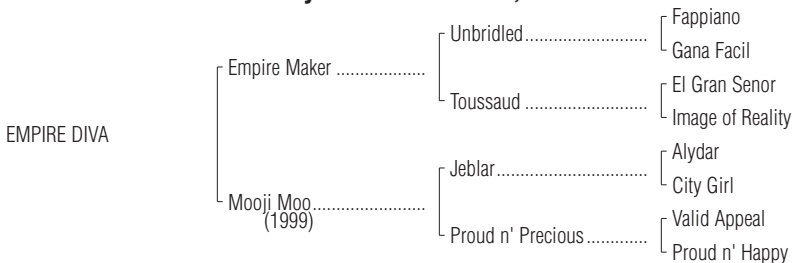 Fappiano
Unbridled..............................
Gana Facil
Empire Maker ....................
El Gran Senor
Toussaud ..............................
Image of Reality
EMPIRE DIVA
Alydar
Jeblar.....................................
City Girl
Mooji Moo.........................
(1999)
Valid Appeal
Proud n' Precious...............
Proud n' Happy